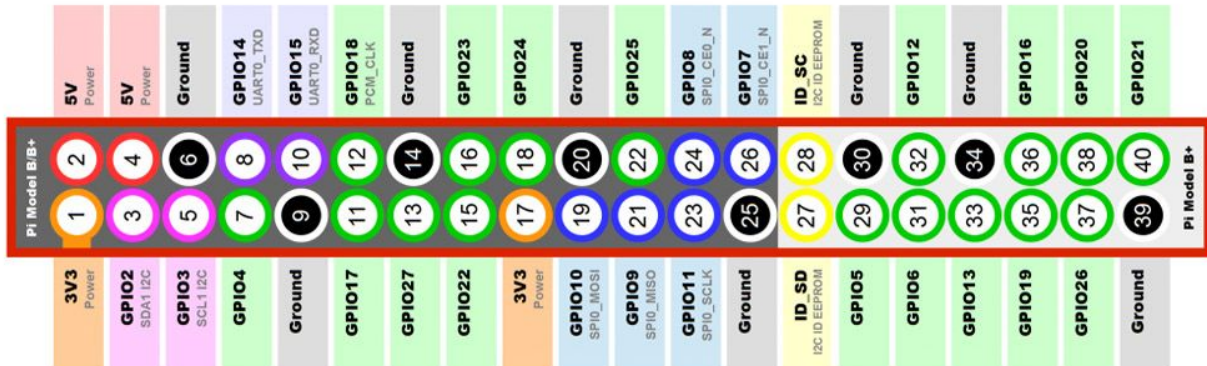 5V
Power
5V
Power
Ground
GPIO14
UART0_TXD
GPIO15
UART0_RXD
GPIO18
PCM_CLK
Ground
GPIO23
GPIO24
Ground
GPIO25
GPIO8
SPI0_CE0_N
GPIO7
SPI0_CE1_N
ID_SC
I2C ID EEPROM
Ground
GPIO12
Ground
GPIO16
GPIO20
GPIO21
Pi Model B/B+
2
4
6
8
10
12
14
16
18
20
22
24
26
28
30
32
34
36
38
40
1
3
5
7
9
11
13
15
17
19
21
23
25
27
29
31
33
35
37
39
Pi Model B+
3V3
Power
GPIO2
SDA1 I2C
GPIO3
SCL1 I2C
GPIO4
Ground
GPIO17
GPIO27
GPIO22
3V3
Power
GPIO10
SPI0_MOSI
GPIO9
SPI0_MISO
GPIO11
SPI0_SCLK
Ground
ID_SD
I2C ID EEPROM
GPIO5
GPIO6
GPIO13
GPIO19
GPIO26
Ground